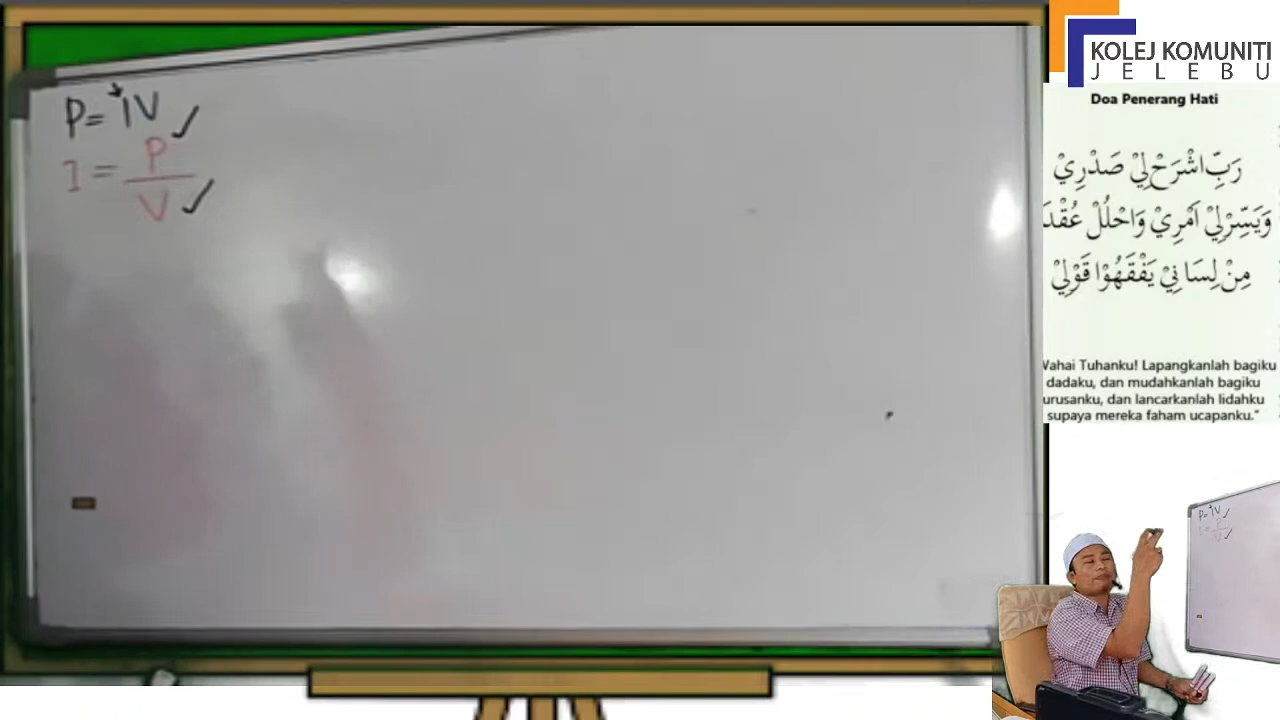 P = IV ✓
I = P/V ✓
KOLEJ KOMUNITI
JELEBU
Doa Penerang Hati
رَبِّ اشْرَحْ لِيْ صَدْرِيْ
وَيَسِّرْ لِيْ اَمْرِيْ وَاحْلُلْ عُقْدَ
مِنْ لِسَانِيْ يَفْقَهُوْا قَوْلِيْ
Wahai Tuhanku! Lapangkanlah bagiku
dadaku, dan mudahkanlah bagiku
urusanku, dan lancarkanlah lidahku
supaya mereka faham ucapanku."